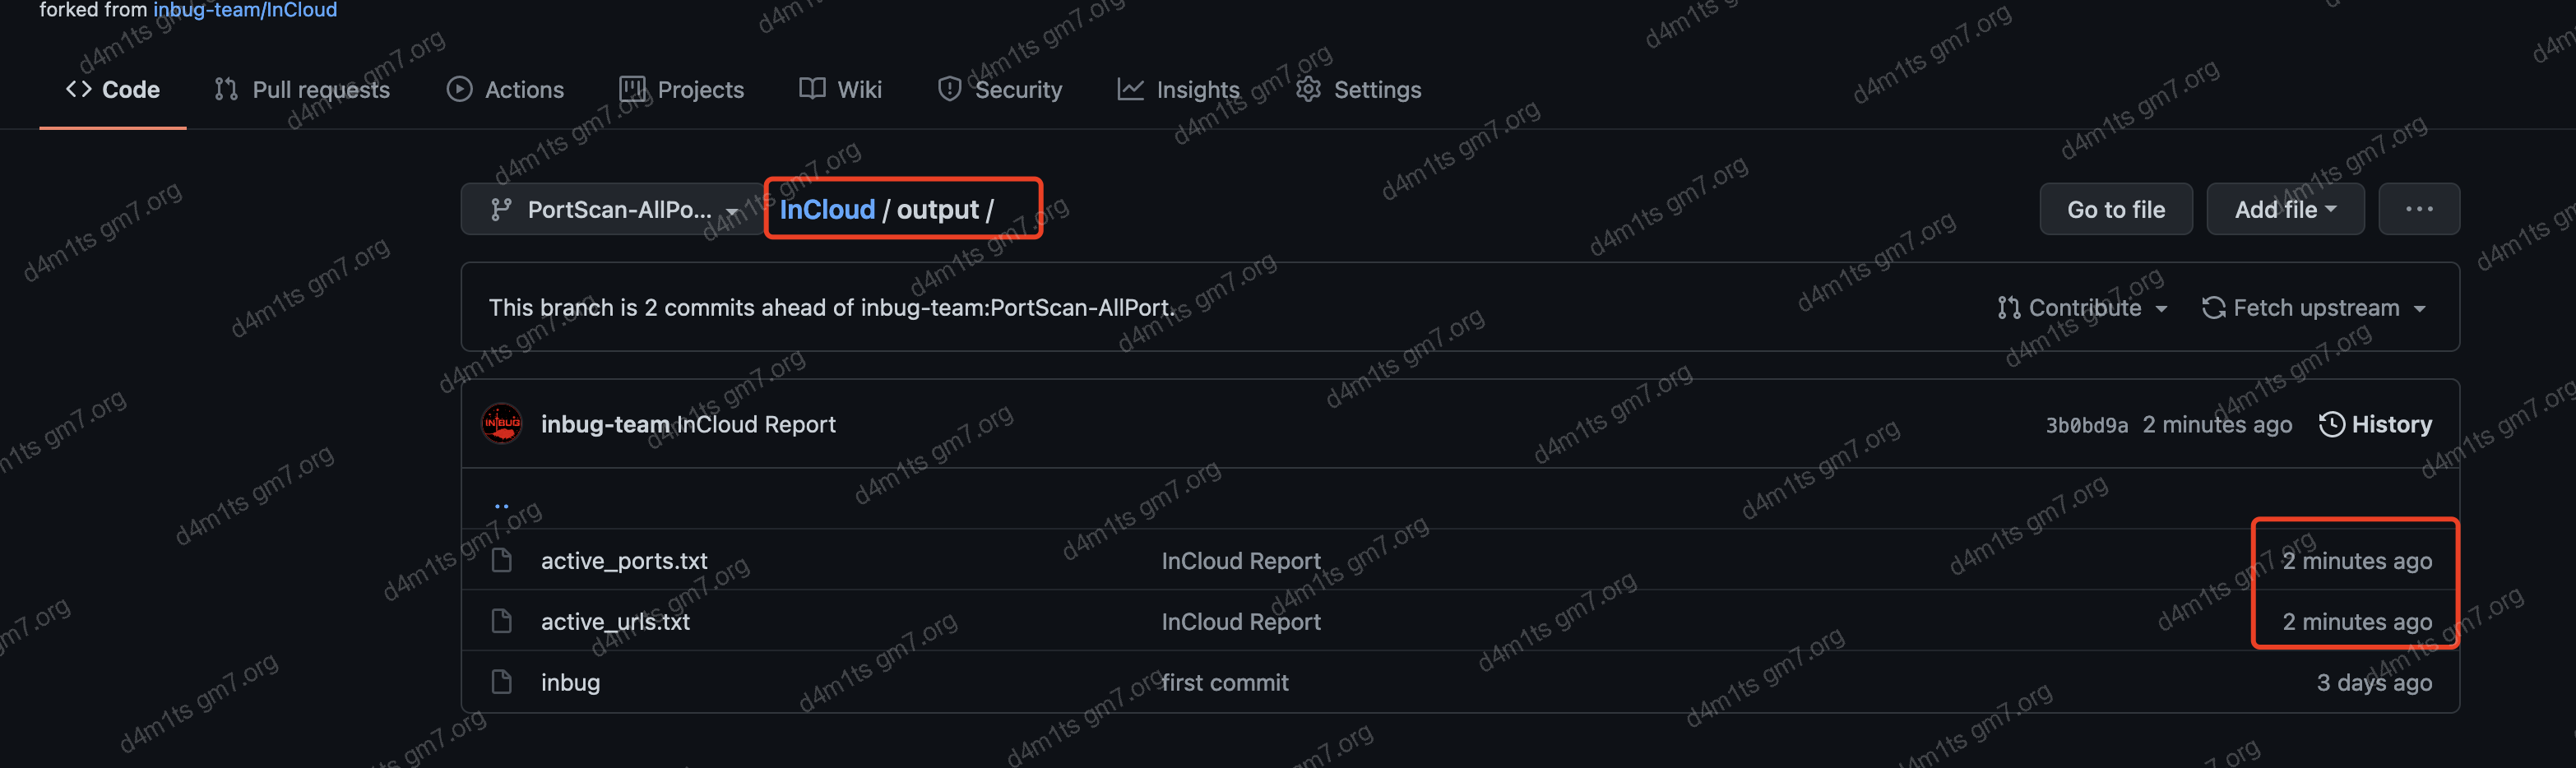 forked from inbug-team/InCloud
Code Pull requests Actions Projects Wiki Security Insights Settings
PortScan-AllPo... InCloud / output / Go to file Add file ...
This branch is 2 commits ahead of inbug-team:PortScan-AllPort. Contribute Fetch upstream
INBUG inbug-team InCloud Report 3b0bd9a 2 minutes ago History
..
active_ports.txt InCloud Report 2 minutes ago
active_urls.txt InCloud Report 2 minutes ago
inbug first commit 3 days ago
d4m1ts gm7.org